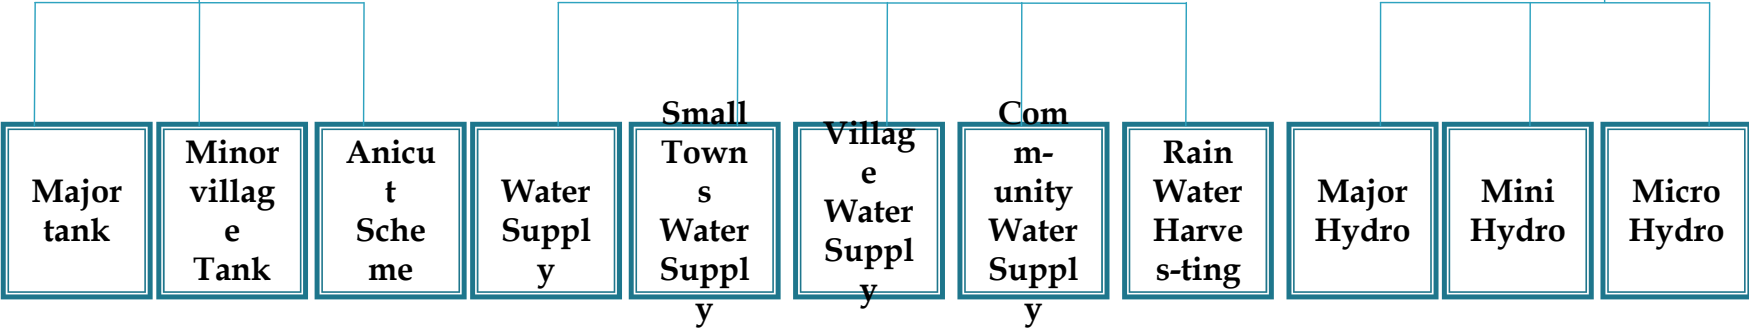 Major
tank
Minor
villag
e
Tank
Anicu
t
Sche
me
Water
Suppl
y
Small
Town
s
Water
Suppl
y
Villag
e
Water
Suppl
y
Com
m-
unity
Water
Suppl
y
Rain
Water
Harve
s-ting
Major
Hydro
Mini
Hydro
Micro
Hydro